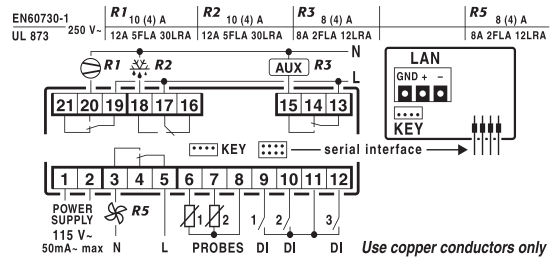 EN60730-1 250 V~ R1 10 (4) A R2 10 (4) A R3 8 (4) A R5 8 (4) A
UL 873 12A 5FLA 30LRA 12A 5FLA 30LRA 8A 2FLA 12LRA 8A 2FLA 12LRA
N
R1 R2 AUX R3
L
21 20 19 18 17 16 15 14 13
LAN
GND + -
KEY
KEY serial interface
1 2 3 4 5 6 7 8 9 10 11 12
POWER SUPPLY
115 V~
50mA~ max
R5
N L
1 2
PROBES
1 2 3
DI DI DI
Use copper conductors only